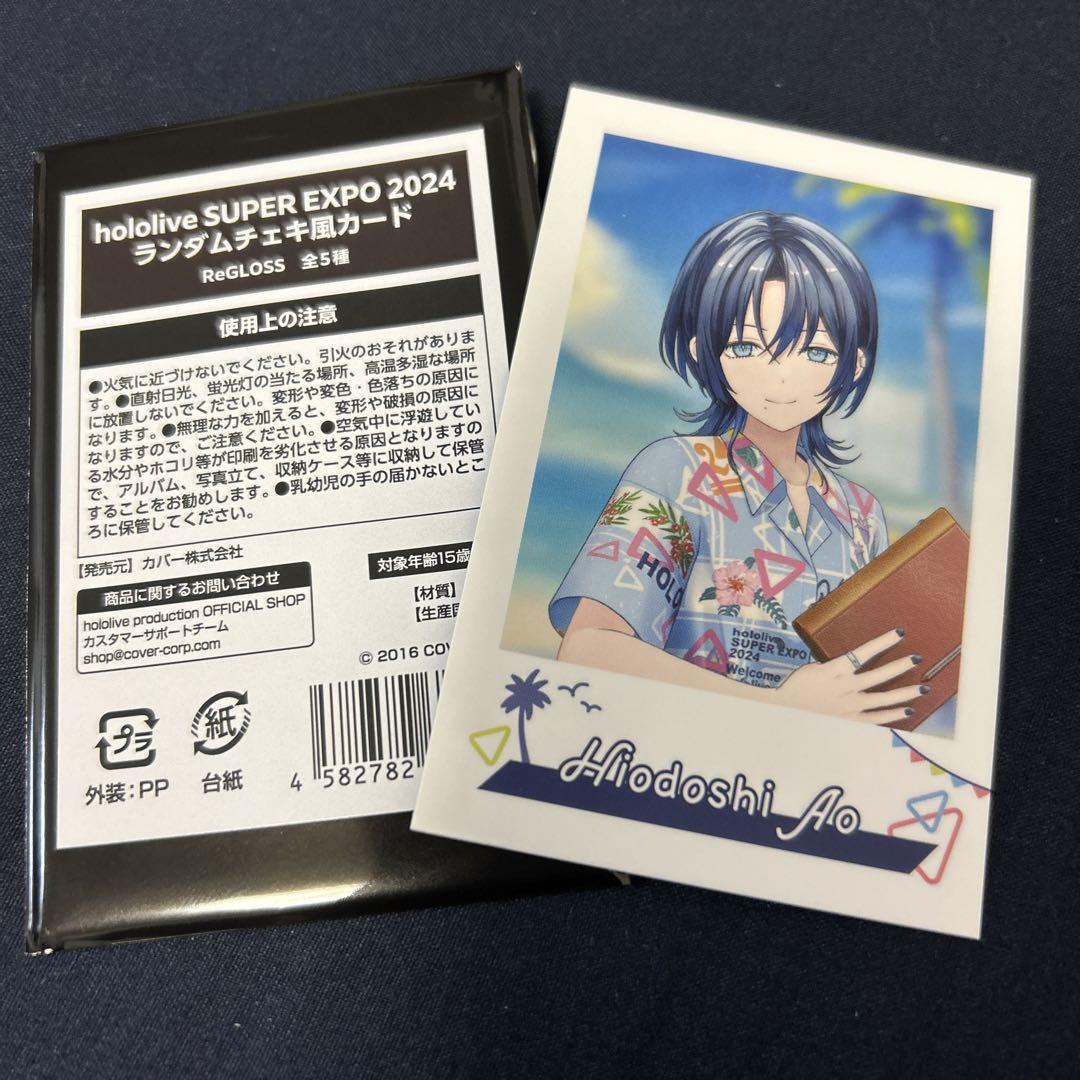 hololive SUPER EXPO 2024
ランダムチェキ風カード
ReGLOSS 全5種
使用上の注意
●火気に近づけないでください。引火のおそれがありま
す。●直射日光、蛍光灯の当たる場所、高温多湿な場所
に放置しないでください。変形や変色・色落ちの原因に
なります。●無理な力を加えると、変形や破損の原因に
なりますので、ご注意ください。●空気中に浮遊してい
る水分やホコリ等が印刷を劣化させる原因となりますの
で、アルバム、写真立て、収納ケース等に収納して保管
することをお勧めします。●乳幼児の手の届かないとこ
ろに保管してください。
【発売元】カバー株式会社
商品に関するお問い合わせ
hololive production OFFICIAL SHOP
カスタマーサポートチーム
shop@cover-corp.com
対象年齢15歳
【材質】
【生産国
© 2016 COV
プラ
外装:PP
紙
台紙
4 582782
HOLO
hololive
SUPER EXPO
2024
Welcome
Hiodoshi Ao